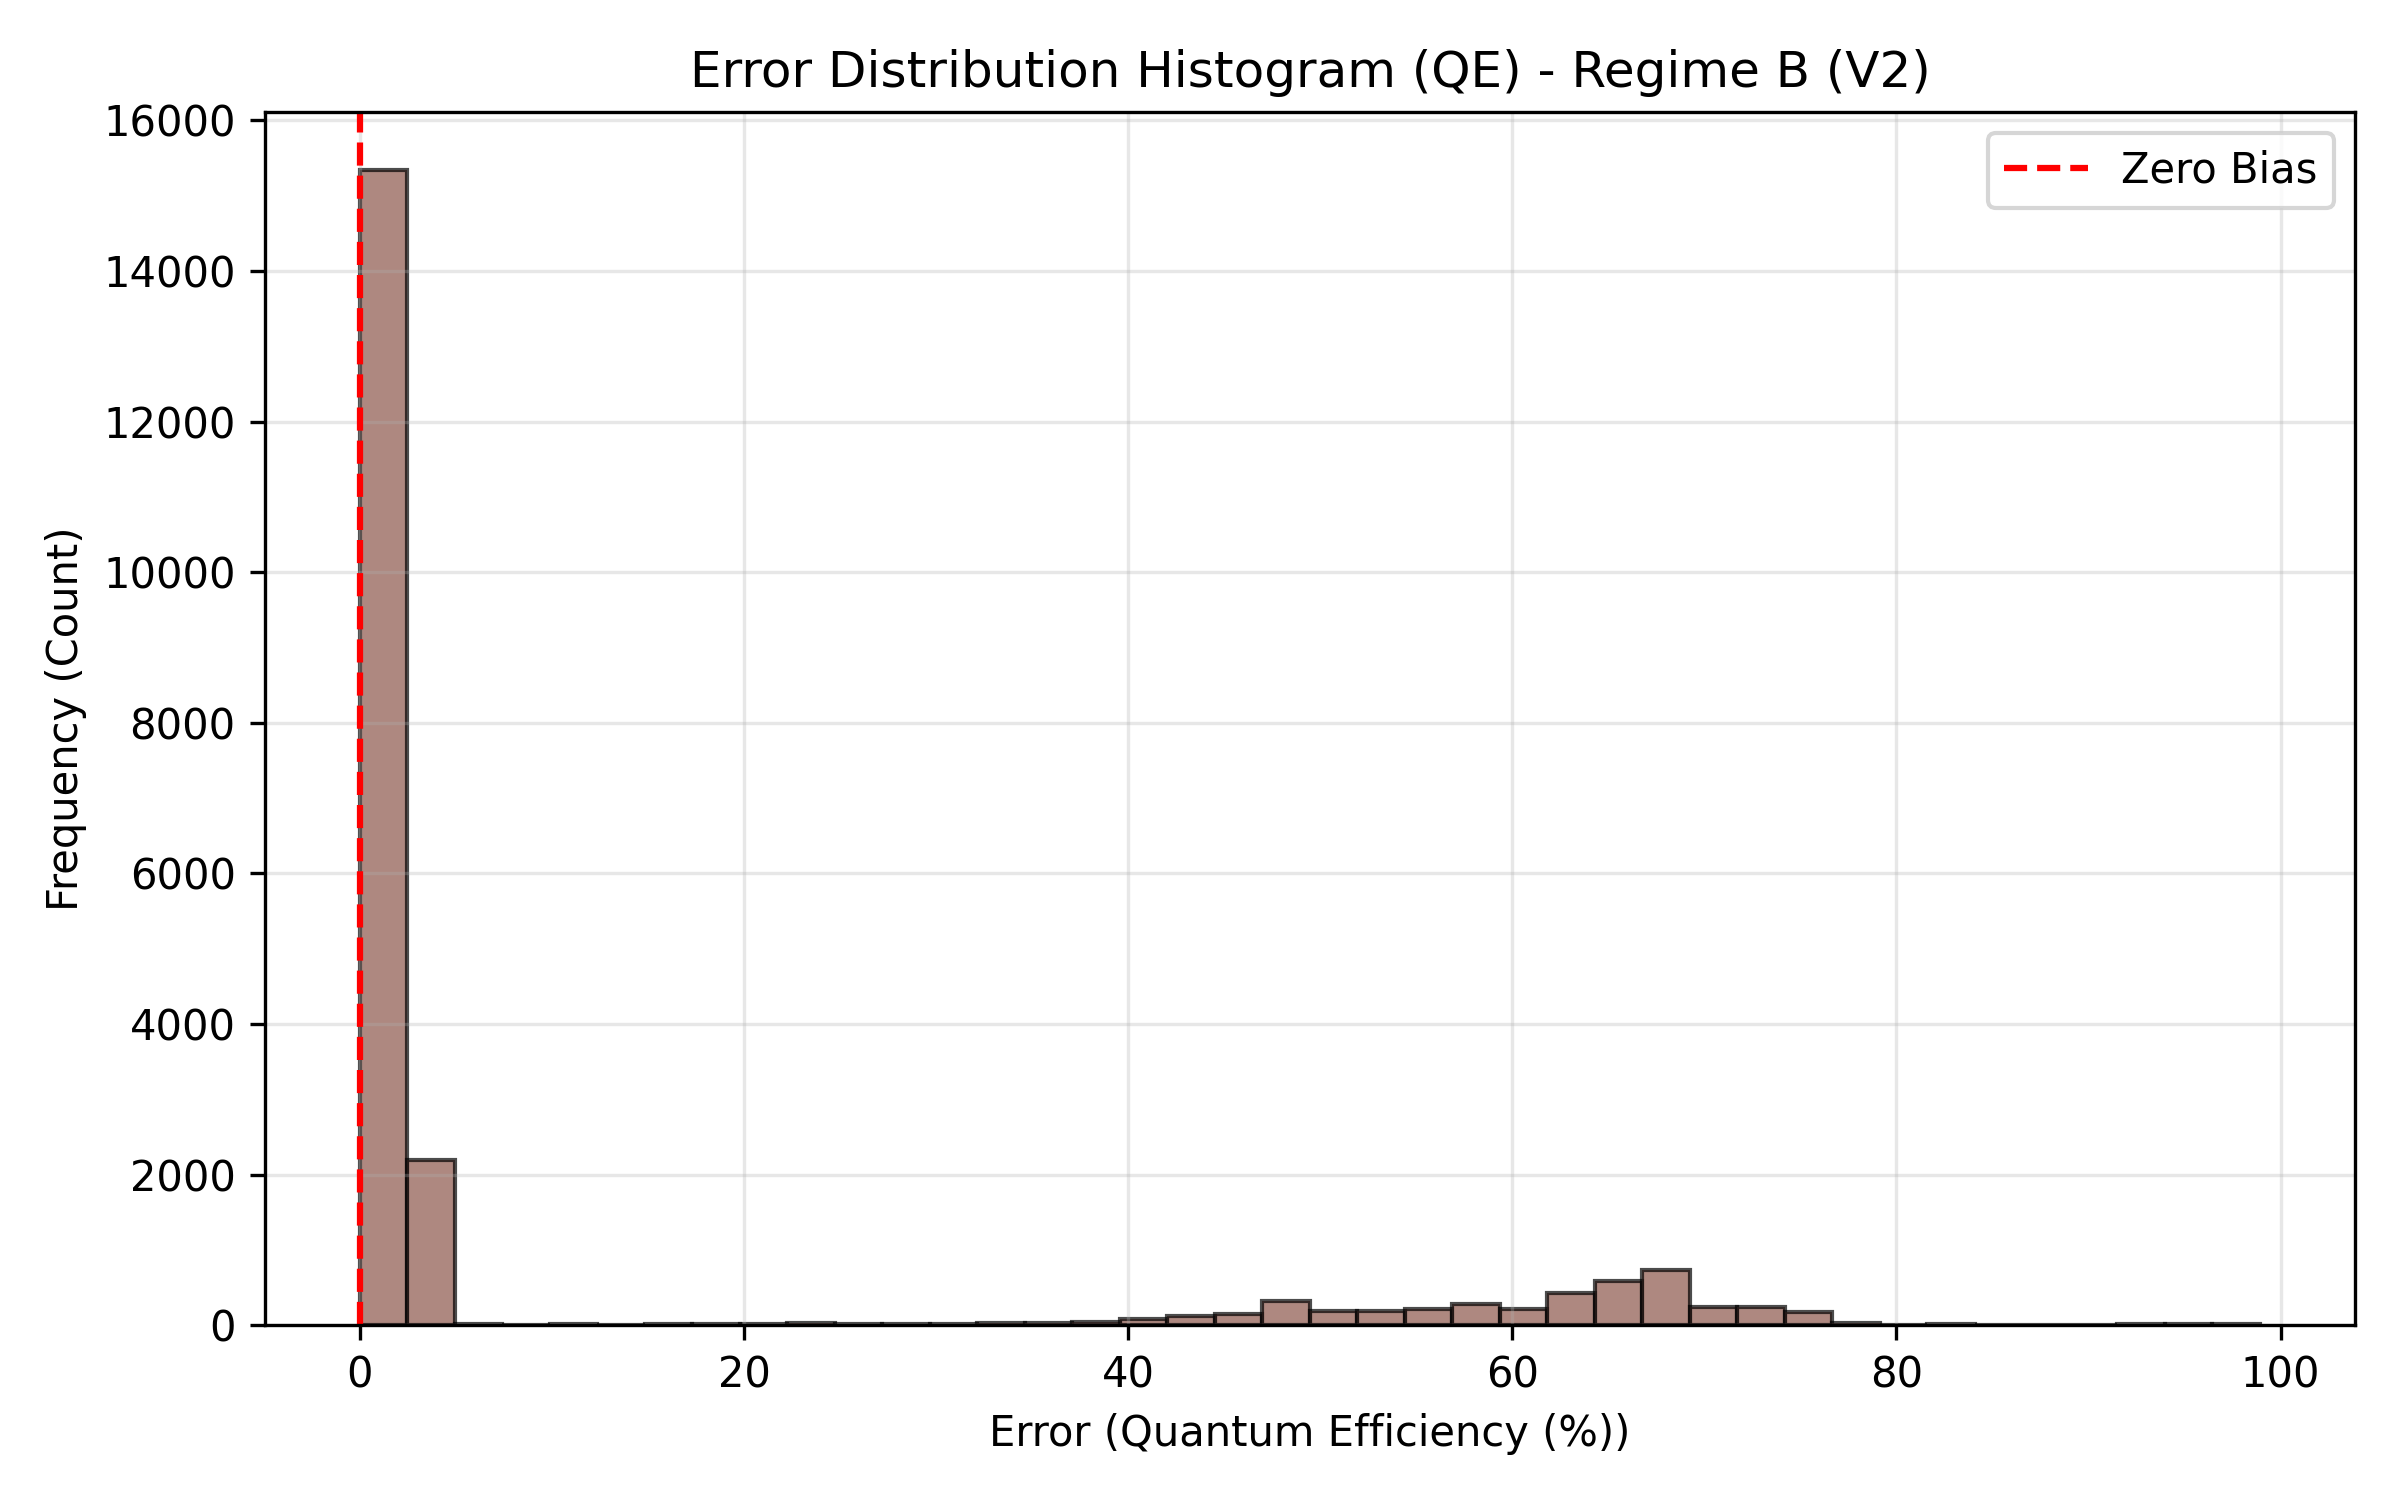 Error Distribution Histogram (QE) - Regime B (V2)
Zero Bias
16000
14000
12000
10000
8000
6000
4000
2000
0
Frequency (Count)
0 20 40 60 80 100
Error (Quantum Efficiency (%))